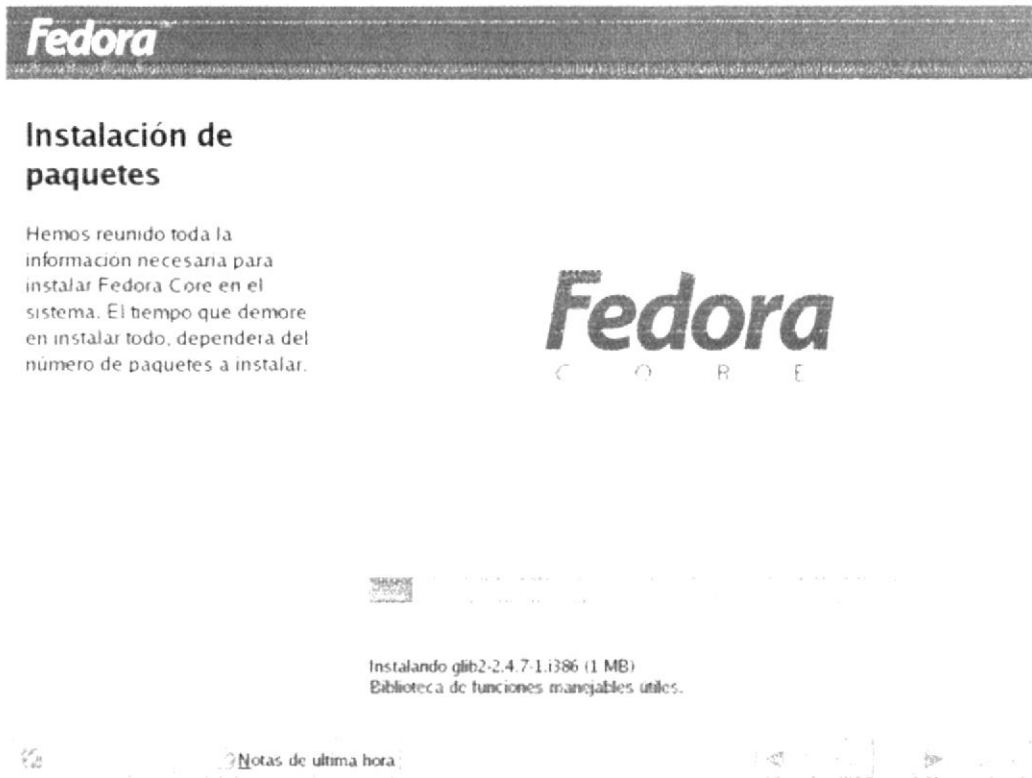 Fedora
Instalación de
paquetes
Hemos reunido toda la
información necesaria para
instalar Fedora Core en el
sistema. El tiempo que demore
en instalar todo, dependera del
número de paquetes a instalar.
Fedora
CORE
Instalando glib2-2.4.7-1.i386 (1 MB)
Biblioteca de funciones manejables útiles.
Notas de ultima hora